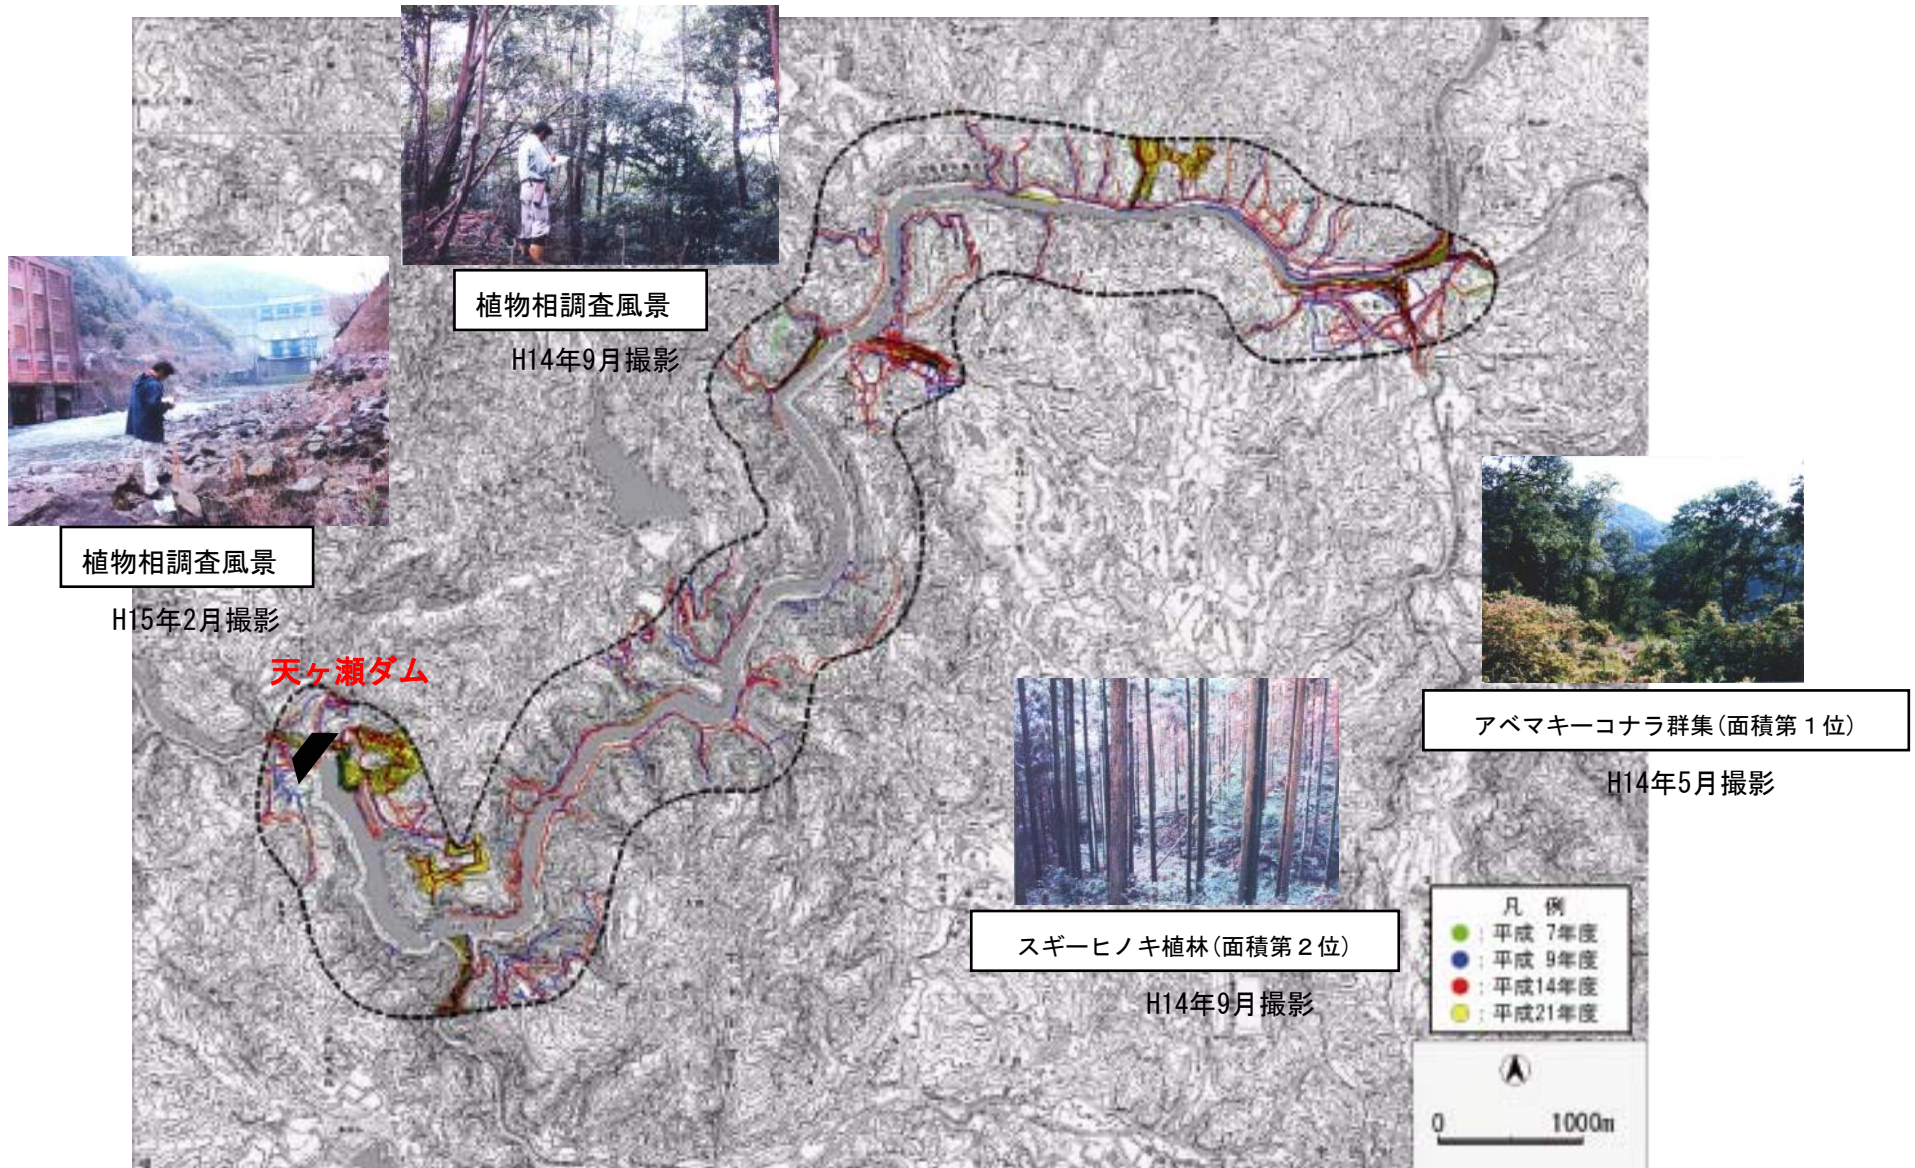 植物相調査風景
H14年9月撮影
植物相調査風景
H15年2月撮影
天ヶ瀬ダム
アベマキーコナラ群集(面積第1位)
H14年5月撮影
スギーヒノキ植林(面積第2位)
H14年9月撮影
凡 例
: 平成 7年度
: 平成 9年度
: 平成14年度
: 平成21年度
0 1000m